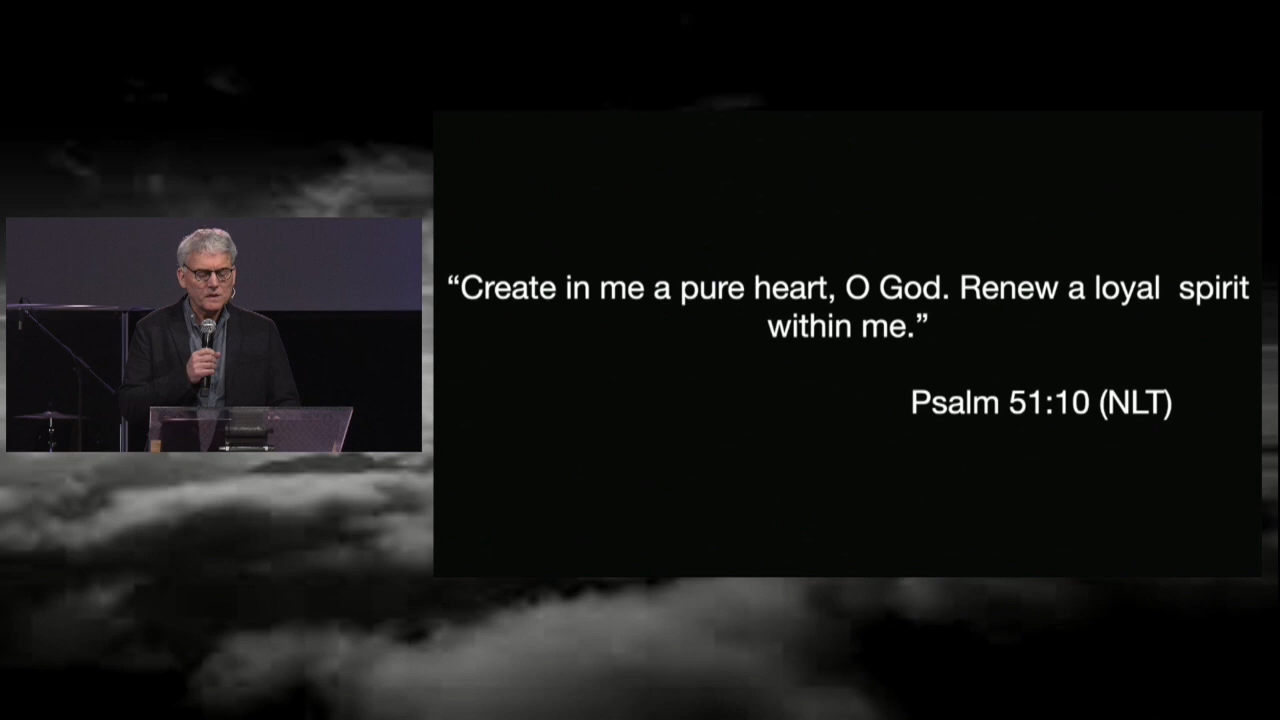 “Create in me a pure heart, O God. Renew a loyal  spirit
within me.”
Psalm 51:10 (NLT)